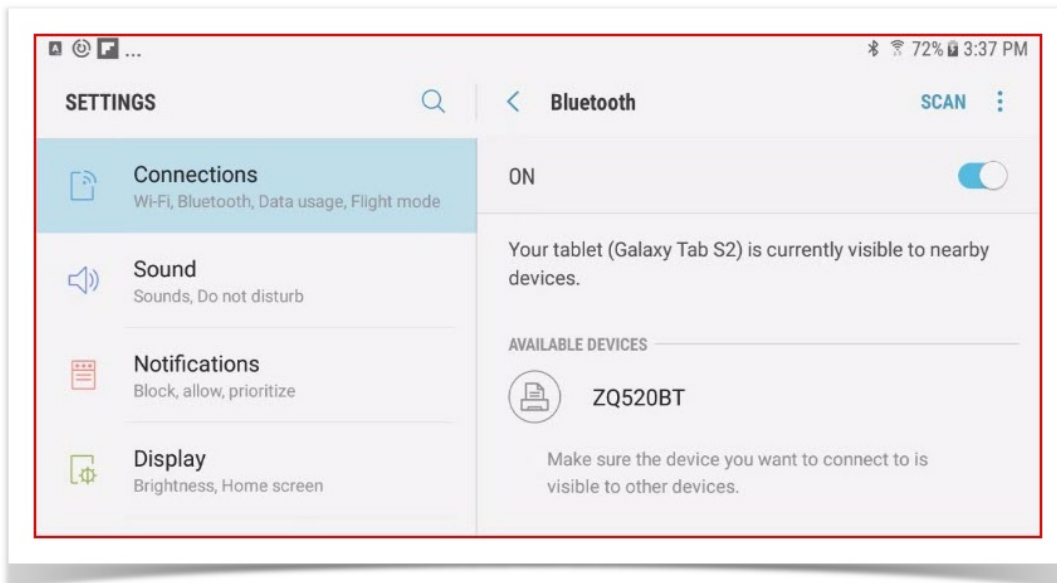 ... 72% 3:37 PM
SETTINGS
Connections
Wi-Fi, Bluetooth, Data usage, Flight mode
Sound
Sounds, Do not disturb
Notifications
Block, allow, prioritize
Display
Brightness, Home screen
Bluetooth SCAN
ON
Your tablet (Galaxy Tab S2) is currently visible to nearby
devices.
AVAILABLE DEVICES
ZQ520BT
Make sure the device you want to connect to is
visible to other devices.